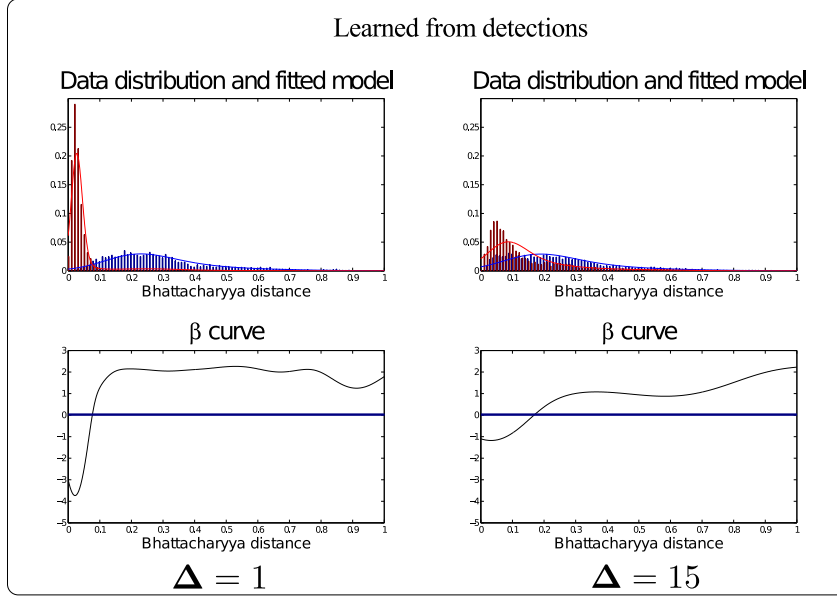 Learned from detections
Data distribution and fitted model
0.25
0.2
0.15
0.1
0.05
0
0 0.1 0.2 0.3 0.4 0.5 0.6 0.7 0.8 0.9 1
Bhattacharyya distance
Data distribution and fitted model
0.25
0.2
0.15
0.1
0.05
0
0 0.1 0.2 0.3 0.4 0.5 0.6 0.7 0.8 0.9 1
Bhattacharyya distance
β curve
3
2
1
0
−1
−2
−3
−4
−5
0 0.1 0.2 0.3 0.4 0.5 0.6 0.7 0.8 0.9 1
Bhattacharyya distance
Δ = 1
β curve
3
2
1
0
−1
−2
−3
−4
−5
0 0.1 0.2 0.3 0.4 0.5 0.6 0.7 0.8 0.9 1
Bhattacharyya distance
Δ = 15